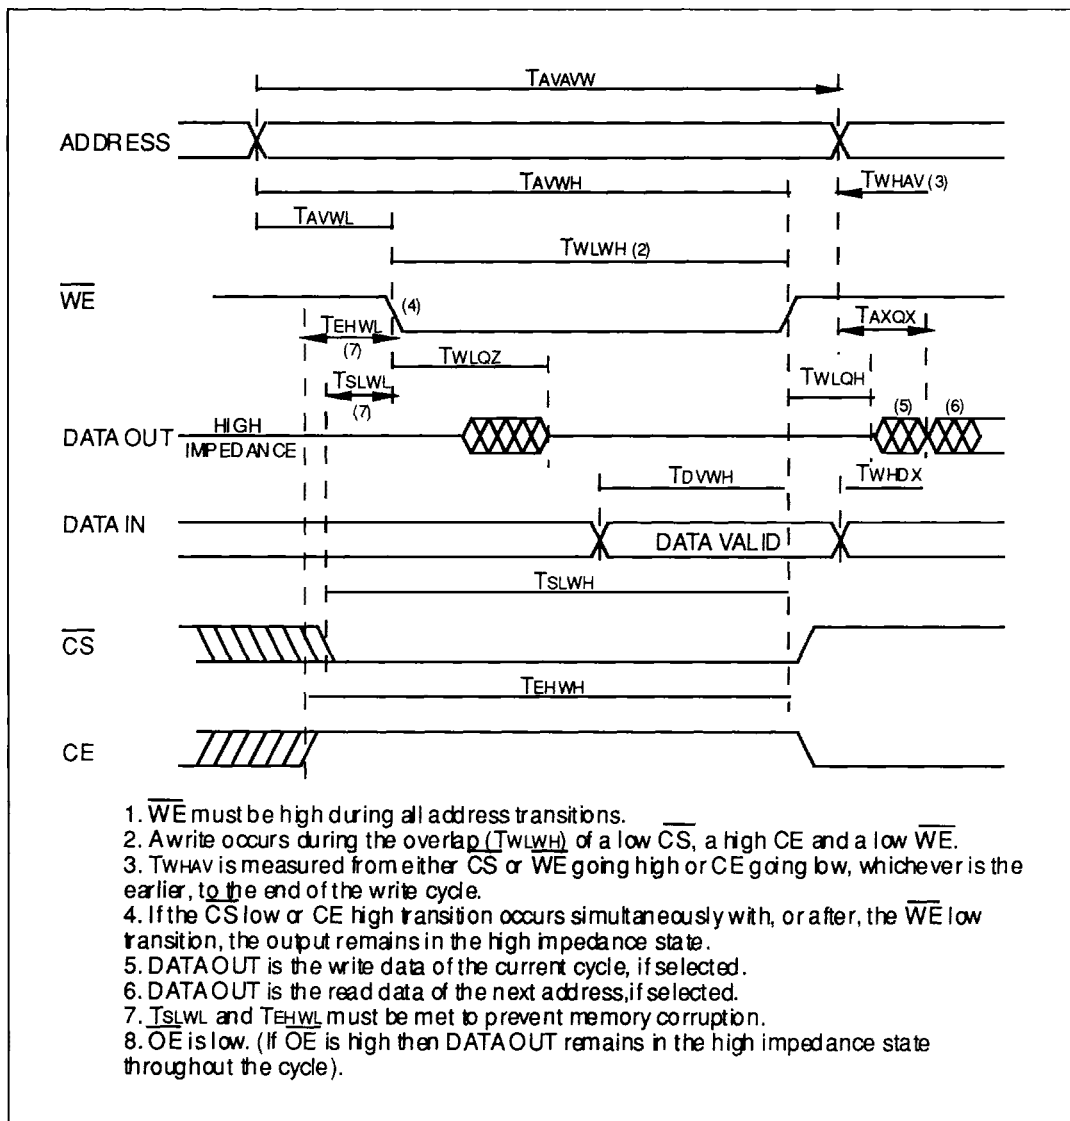 TAVAVW
ADDRESS
TAVWH
TWHAV (3)
TAVWL
TWLWH (2)
WE
(4)
TEHWL
(7)
TAXQX
TWLQZ
TWLQH
TSLWL
(7)
HIGH
IMPEDANCE
DATA OUT
(5)
(6)
TDVWH
TWHDX
DATA IN
DATA VALID
TSLWH
CS
TEHWH
CE
1. WE must be high during all address transitions.
2. A write occurs during the overlap (TWLWH) of a low CS, a high CE and a low WE.
3. TWHAV is measured from either CS or WE going high or CE going low, whichever is the
earlier, to the end of the write cycle.
4. If the CS low or CE high transition occurs simultaneously with, or after, the WE low
transition, the output remains in the high impedance state.
5. DATA OUT is the write data of the current cycle, if selected.
6. DATA OUT is the read data of the next address,if selected.
7. TSLWL and TEHWL must be met to prevent memory corruption.
8. OE is low. (If OE is high then DATA OUT remains in the high impedance state
throughout the cycle).